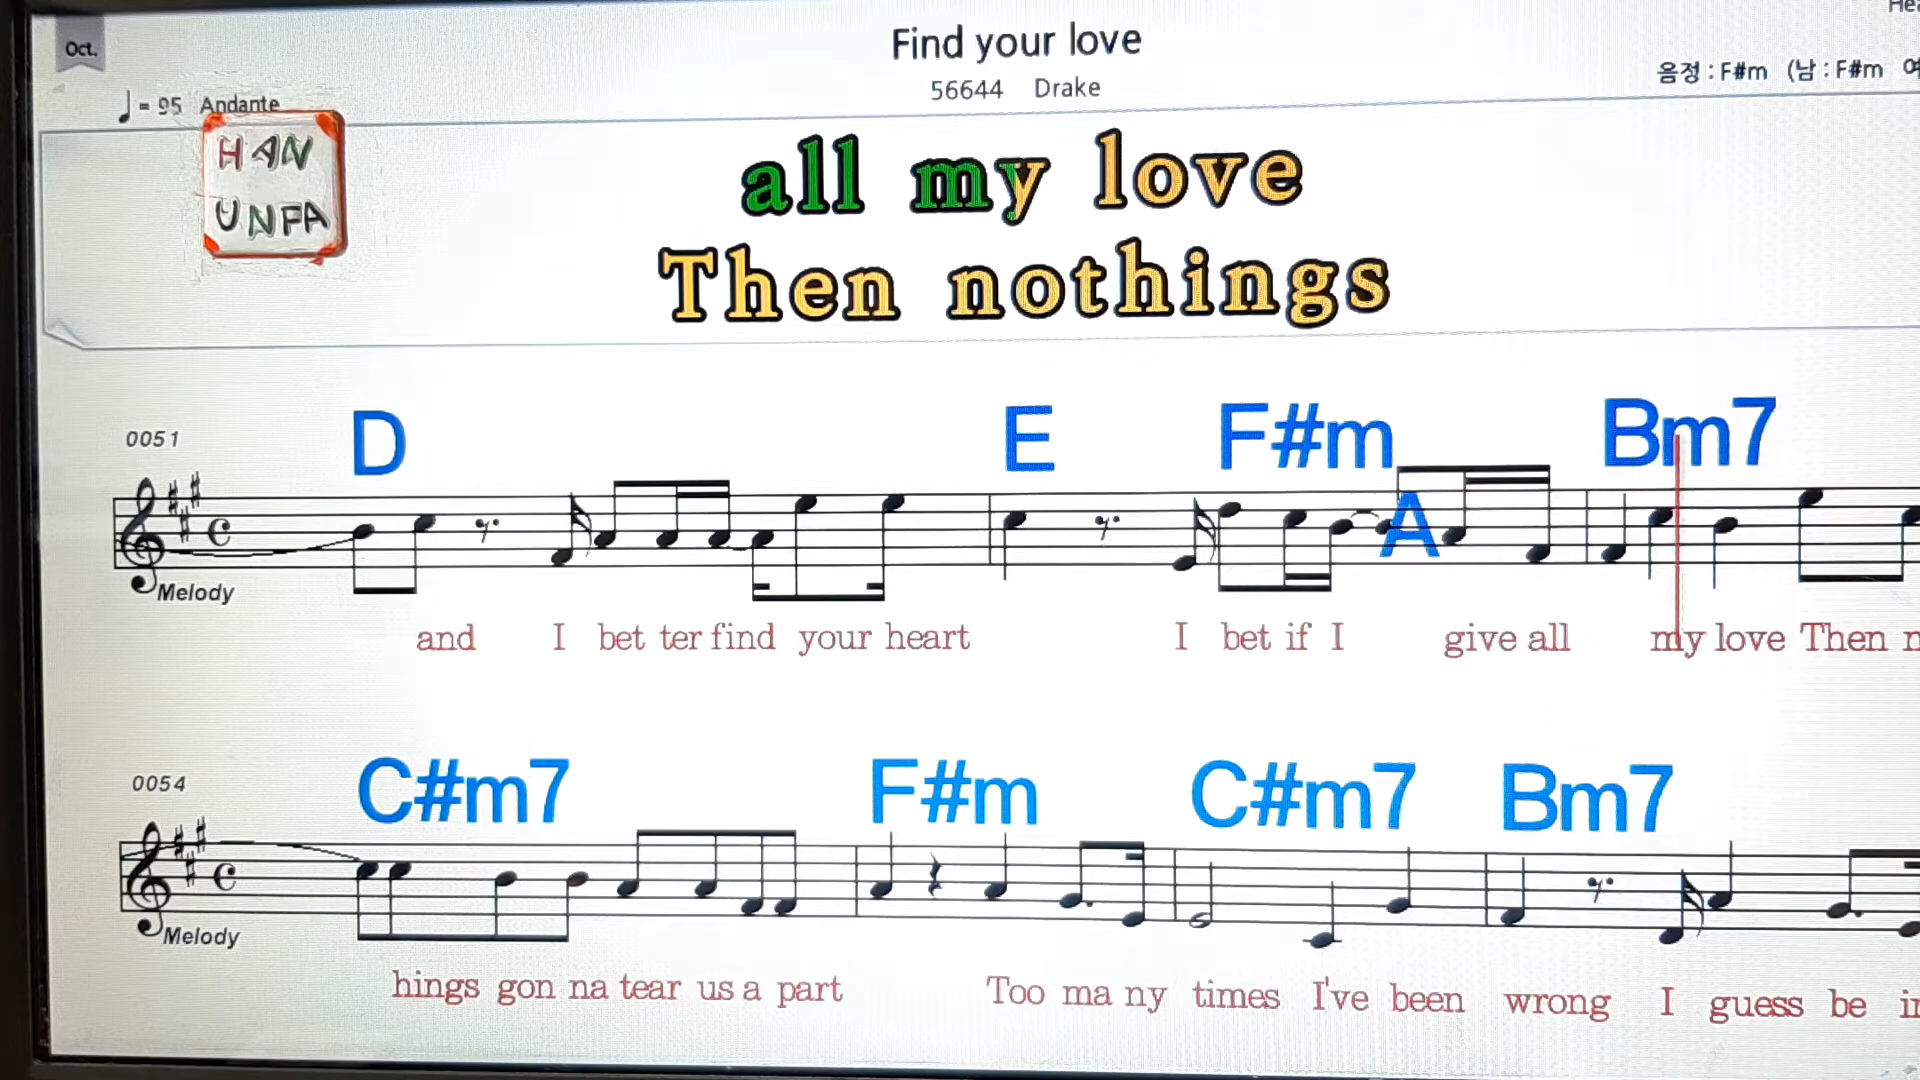 Oct.
Find your love
56644 Drake
음정 : F#m (남 : F#m
= 95 Andante
HAN
UNFA
all my love
Then nothings
0051
D E F#m A Bm7
Melody
and I bet ter find your heart I bet if I give all my love Then
0054
C#m7 F#m C#m7 Bm7
Melody
hings gon na tear us a part Too ma ny times I've been wrong I guess be